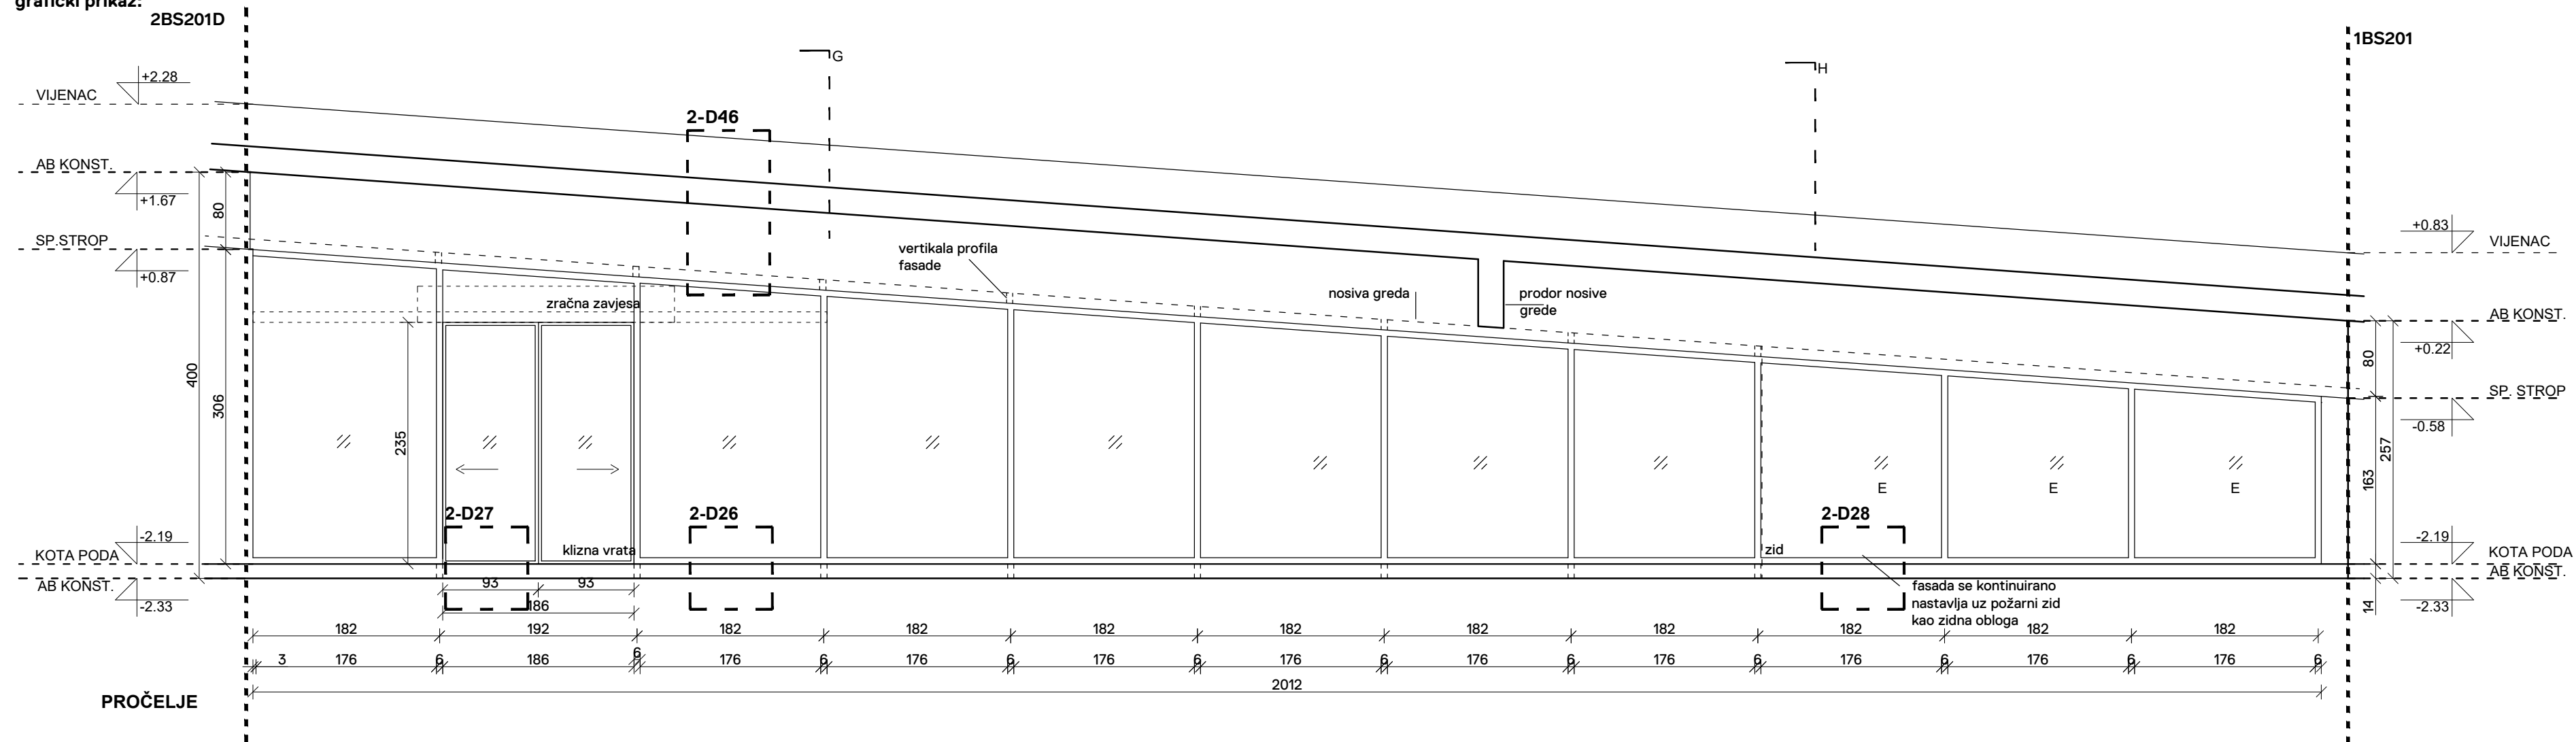 grafički prikaz:
2BS201D
1BS201
G
H
+2.28
VIJENAC
2-D46
AB KONST.
+1.67
80
SP.STROP
+0.87
vertikala profila
fasade
zračna zavjesa
nosiva greda
prodor nosive
grede
+0.83
VIJENAC
AB KONST.
+0.22
80
SP. STROP
-0.58
400
306
235
257
163
E
E
E
2-D27
2-D26
2-D28
-2.19
KOTA PODA
AB KONST.
-2.33
klizna vrata
zid
-2.19
KOTA PODA
AB KONST.
-2.33
14
93
93
186
fasada se kontinuirano
nastavlja uz požarni zid
kao zidna obloga
182 192 182 182 182 182 182 182 182 182 182
3 176 6 186 6 176 6 176 6 176 6 176 6 176 6 176 6 176 6 176 6 176 6
2012
PROČELJE